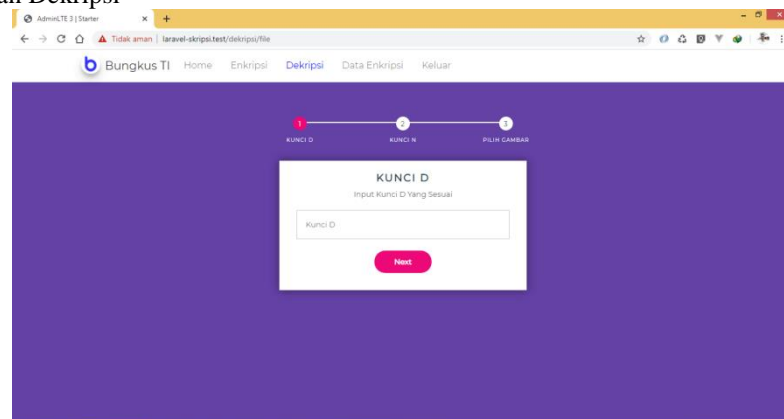 an Dekripsi
AdminLTE 3 | Starter
Tidak aman | laravel-skripsi.test/dekripsi/file
b Bungkus TI Home Enkripsi Dekripsi Data Enkripsi Keluar
1 2 3
KUNCI D KUNCI N PILIH GAMBAR
KUNCI D
Input Kunci D Yang Sesuai
Kunci D
Next